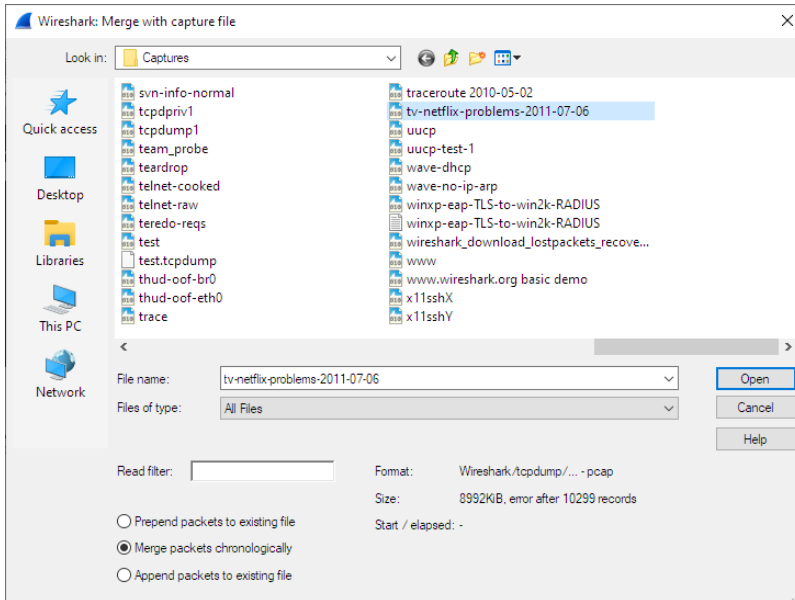 Wireshark: Merge with capture file
Look in: Captures
Quick access
Desktop
Libraries
This PC
Network
svn-info-normal
tcpdpriv1
tcpdump1
team_probe
teardrop
telnet-cooked
telnet-raw
teredo-reqs
test
test.tcpdump
thud-oof-br0
thud-oof-eth0
trace
traceroute 2010-05-02
tv-netflix-problems-2011-07-06
uucp
uucp-test-1
wave-dhcp
wave-no-ip-arp
winxp-eap-TLS-to-win2k-RADIUS
winxp-eap-TLS-to-win2k-RADIUS
wireshark_download_lostpackets_recove...
www
www.wireshark.org basic demo
x11sshX
x11sshY
File name: tv-netflix-problems-2011-07-06 Open
Files of type: All Files Cancel
Help
Read filter:
Format: Wireshark/tcpdump/... - pcap
Size: 8992KiB, error after 10299 records
Start / elapsed: -
Prepend packets to existing file
Merge packets chronologically
Append packets to existing file